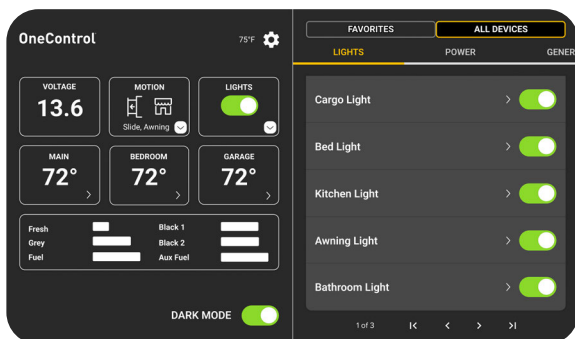 OneControl
75°F
VOLTAGE
13.6
MOTION
Slide, Awning
LIGHTS
MAIN
72°
BEDROOM
72°
GARAGE
72°
Fresh
Black 1
Grey
Black 2
Fuel
Aux Fuel
DARK MODE
FAVORITES
ALL DEVICES
LIGHTS
POWER
GENER
Cargo Light
Bed Light
Kitchen Light
Awning Light
Bathroom Light
1 of 3